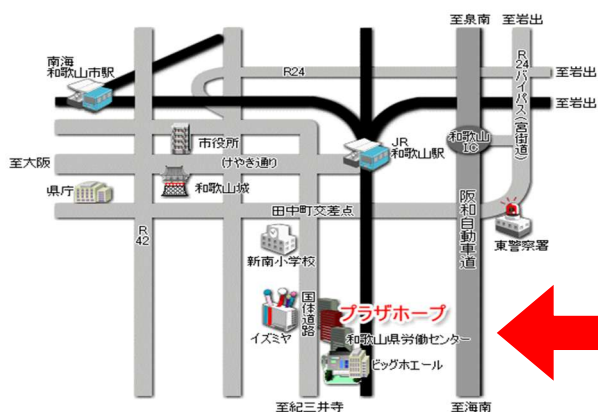 至泉南
至岩出
南海
和歌山市駅
R24
至岩出
R24バイパス(宮街道)
至岩出
市役所
JR
和歌山駅
和歌山
IC
至大阪
(けやき通り)
県庁
和歌山城
田中町交差点
阪和自動車道
R
42
東警察署
新南小学校
国体道路
プラザホープ
イズミヤ
和歌山県労働センター
ビッグホエール
至紀三井寺
至海南